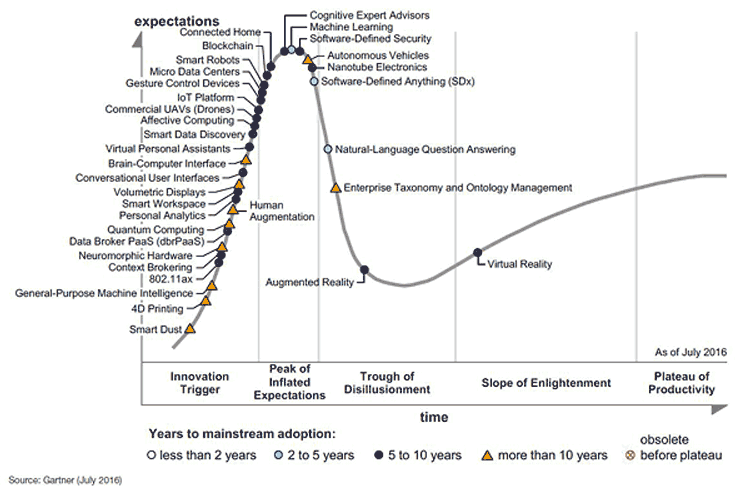 expectations
Cognitive Expert Advisors
Machine Learning
Software-Defined Security
Connected Home
Blockchain
Smart Robots
Micro Data Centers
Gesture Control Devices
IoT Platform
Commercial UAVs (Drones)
Affective Computing
Smart Data Discovery
Virtual Personal Assistants
Brain-Computer Interface
Conversational User Interfaces
Volumetric Displays
Smart Workspace
Personal Analytics
Quantum Computing
Data Broker PaaS (dbrPaaS)
Neuromorphic Hardware
Context Brokering
802.11ax
General-Purpose Machine Intelligence
4D Printing
Smart Dust
Human
Augmentation
Autonomous Vehicles
Nanotube Electronics
Software-Defined Anything (SDx)
Natural-Language Question Answering
Enterprise Taxonomy and Ontology Management
Augmented Reality
Virtual Reality
As of July 2016
Innovation
Trigger
Peak of
Inflated
Expectations
Trough of
Disillusionment
Slope of Enlightenment
Plateau of
Productivity
time
Years to mainstream adoption:
less than 2 years
2 to 5 years
5 to 10 years
more than 10 years
obsolete
before plateau
Source: Gartner (July 2016)